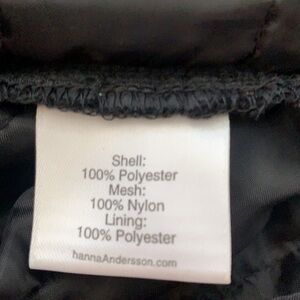 Shell:
100% Polyester
Mesh:
100% Nylon
Lining:
100% Polyester
hannaAndersson.com